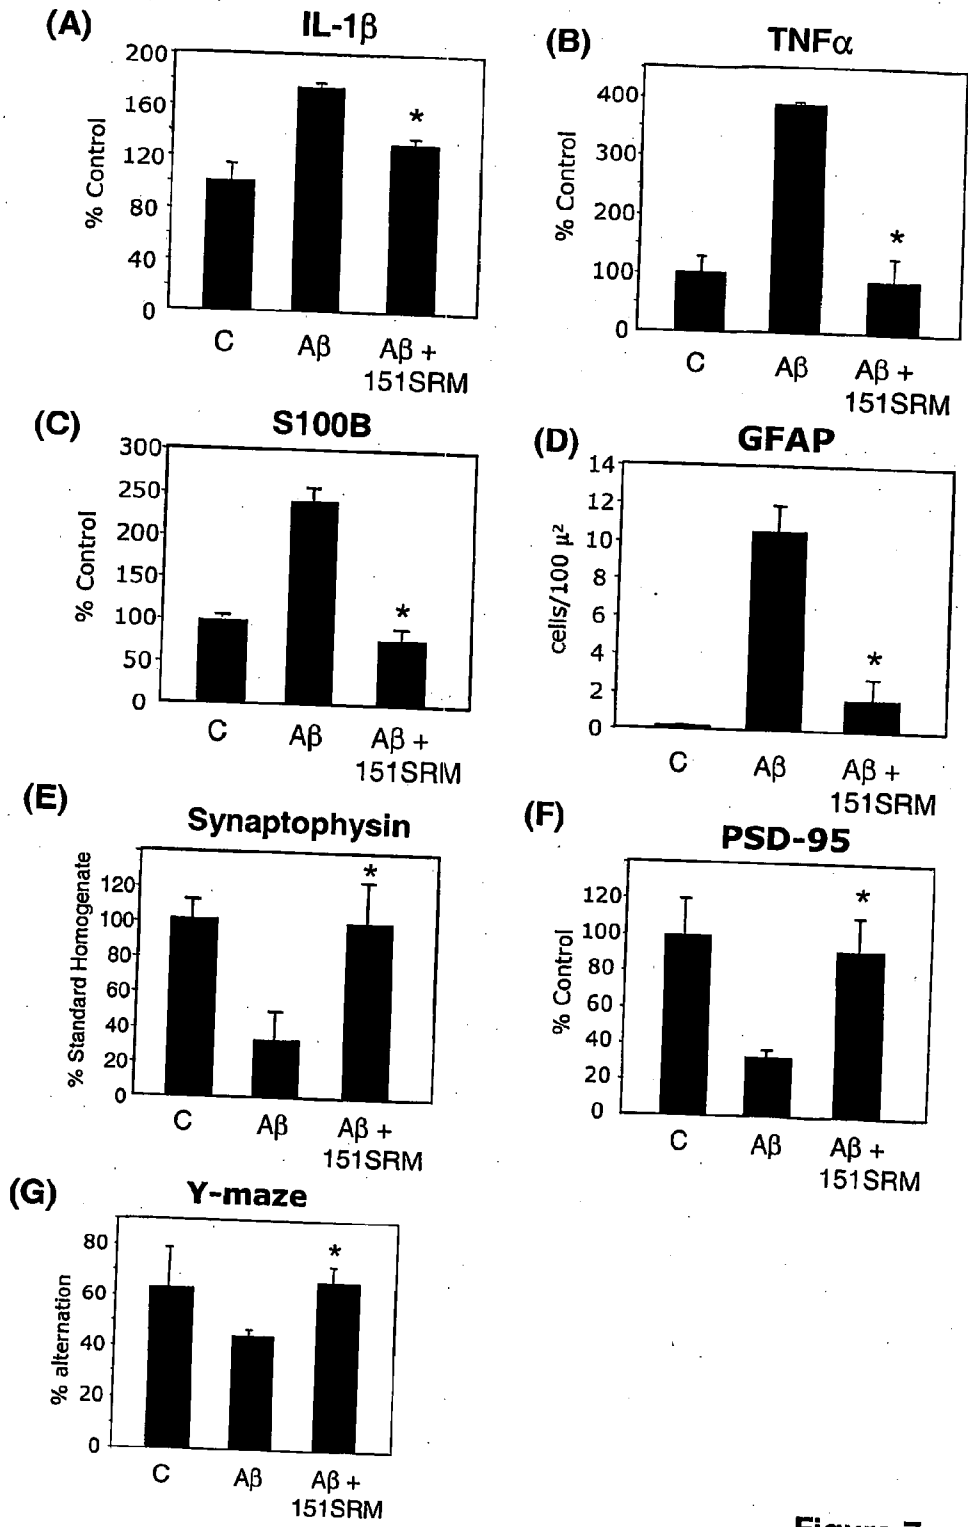 (A) IL-1β
% Control
200
160
120
80
40
0
C Aβ Aβ +
151SRM
(B) TNFα
% Control
400
300
200
100
0
C Aβ Aβ +
151SRM
(C) S100B
% Control
300
250
200
150
100
50
0
C Aβ Aβ +
151SRM
(D) GFAP
cells/100 μ²
14
12
10
8
6
4
2
0
C Aβ Aβ +
151SRM
(E) Synaptophysin
% Standard Homogenate
120
100
80
60
40
20
0
C Aβ Aβ +
151SRM
(F) PSD-95
% Control
120
100
80
60
40
20
0
C Aβ Aβ +
151SRM
(G) Y-maze
% alternation
80
60
40
20
0
C Aβ Aβ +
151SRM